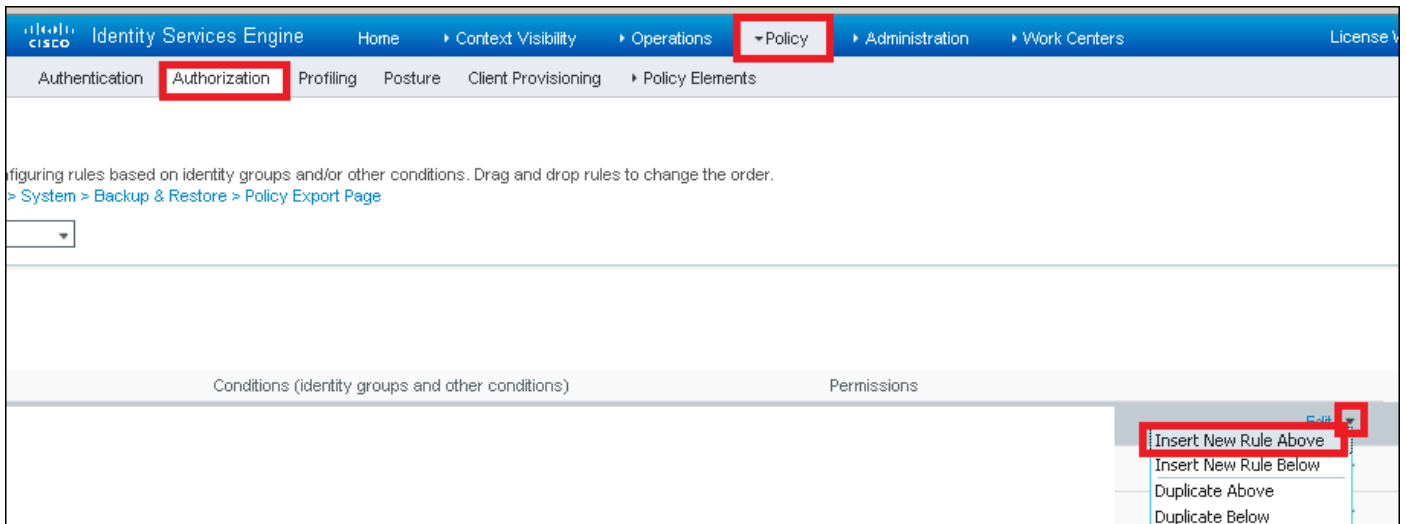 CISCO Identity Services Engine Home Context Visibility Operations Policy Administration Work Centers License
Authentication Authorization Profiling Posture Client Provisioning Policy Elements
figuring rules based on identity groups and/or other conditions. Drag and drop rules to change the order.
> System > Backup & Restore > Policy Export Page
Conditions (identity groups and other conditions) Permissions
Edit
Insert New Rule Above
Insert New Rule Below
Duplicate Above
Duplicate Below